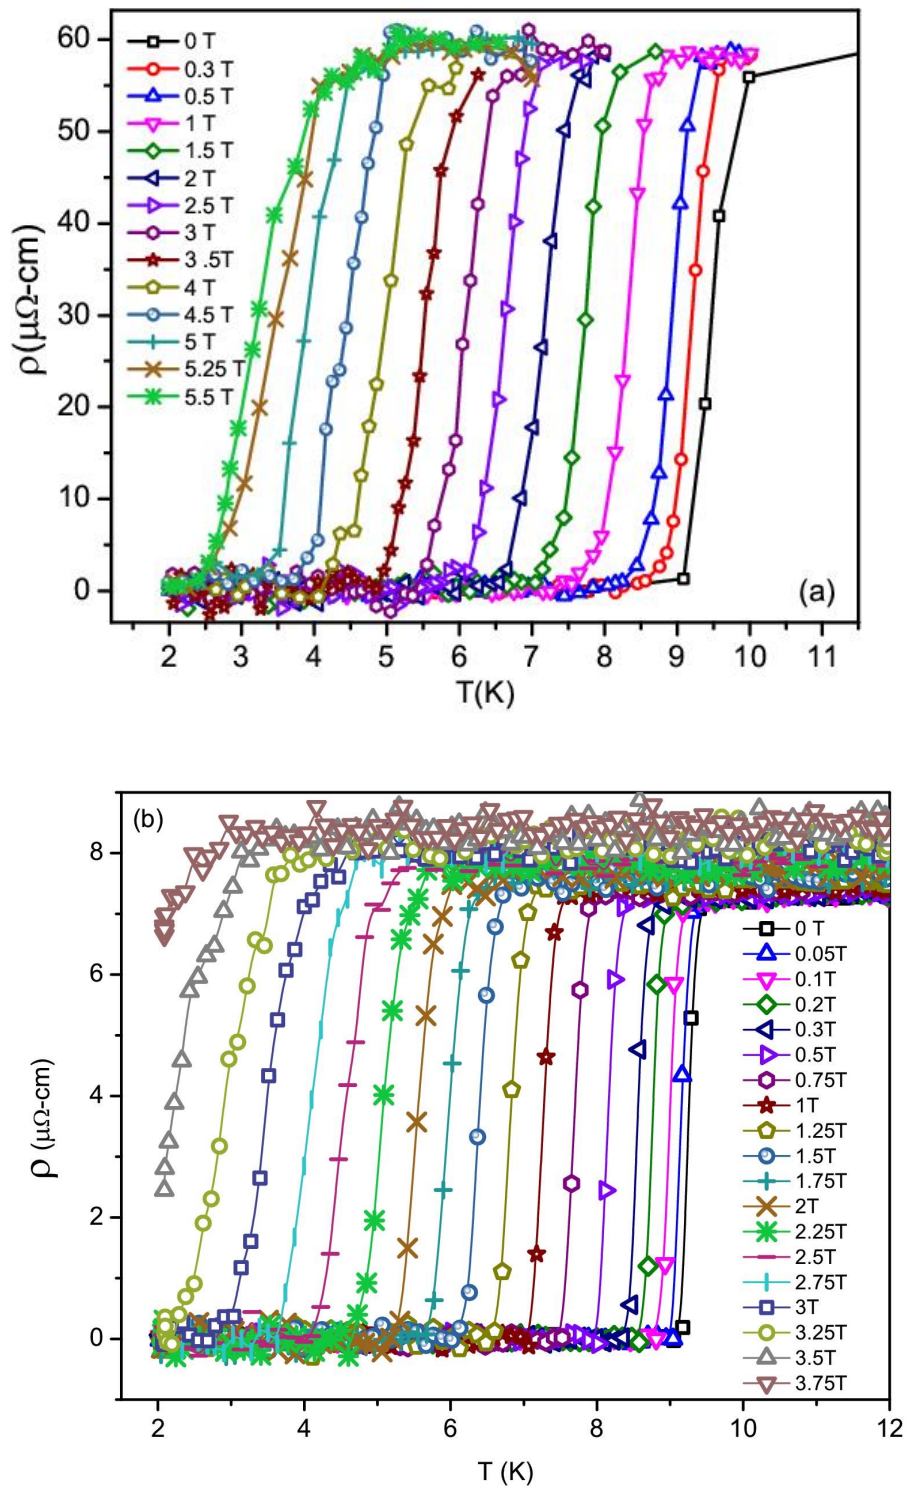 60
50
40
30
20
10
0
ρ(μΩ-cm)
0 T
0.3 T
0.5 T
1 T
1.5 T
2 T
2.5 T
3 T
3 .5T
4 T
4.5 T
5 T
5.25 T
5.5 T
(a)
2 3 4 5 6 7 8 9 10 11
T(K)
(b)
8
6
4
2
0
ρ (μΩ-cm)
0 T
0.05T
0.1T
0.2T
0.3T
0.5T
0.75T
1T
1.25T
1.5T
1.75T
2T
2.25T
2.5T
2.75T
3T
3.25T
3.5T
3.75T
2 4 6 8 10 12
T (K)